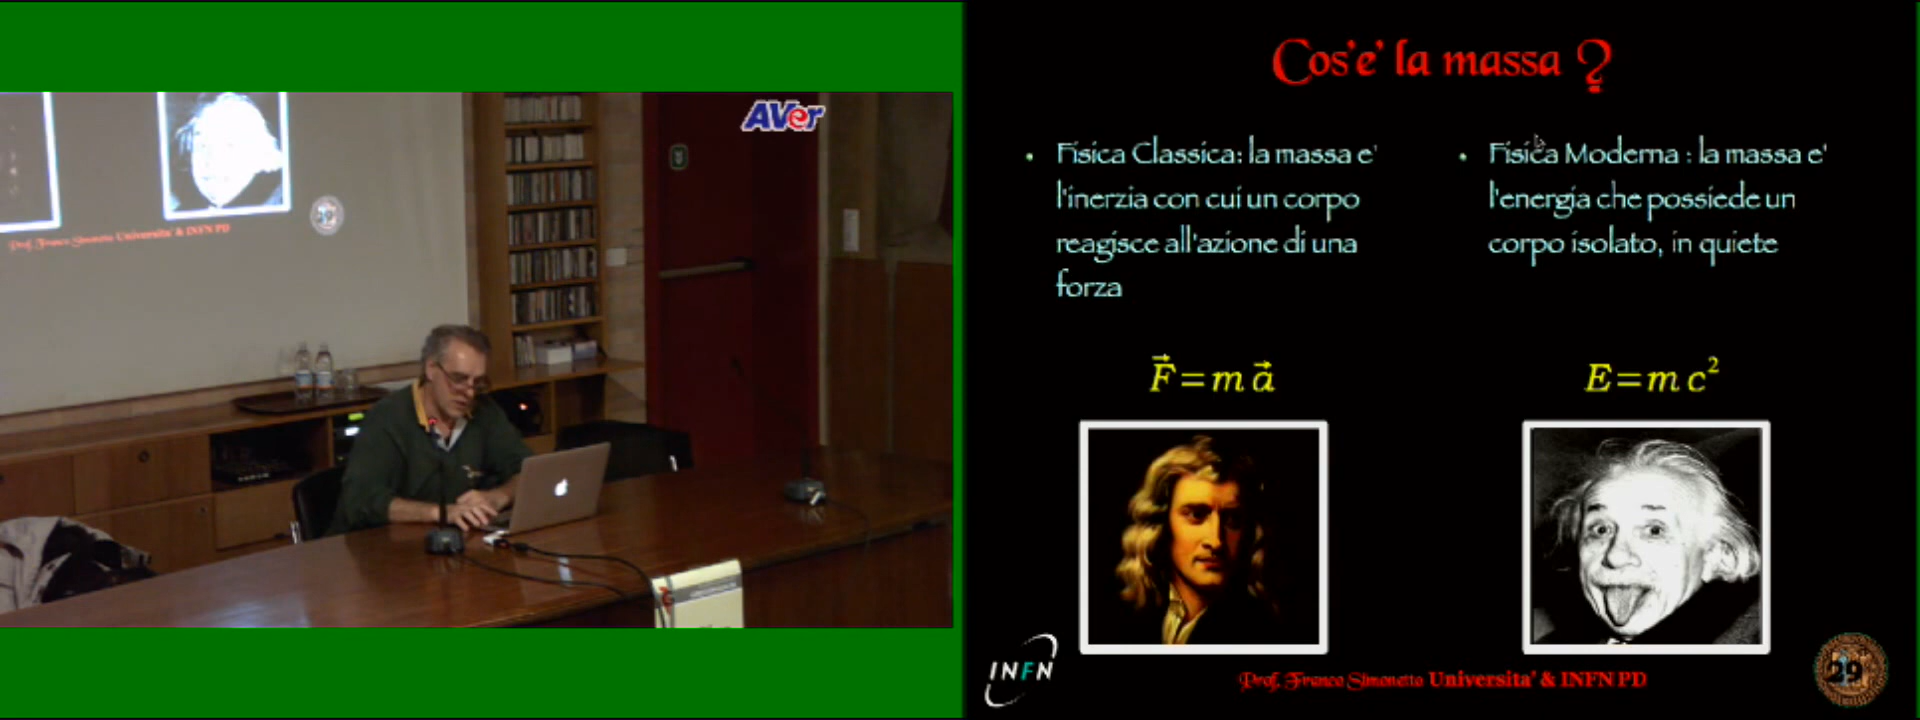 AVer
Prof. Franco Simonetto Universita' & INFN PD
29
Cos'e' la massa ?
• Fisica Classica: la massa e'
l'inerzia con cui un corpo
reagisce all'azione di una
forza
F⃗ = m a⃗
• Fisica Moderna : la massa e'
l'energia che possiede un
corpo isolato, in quiete
E = m c²
INFN
Prof. Franco Simonetto Universita' & INFN PD
29